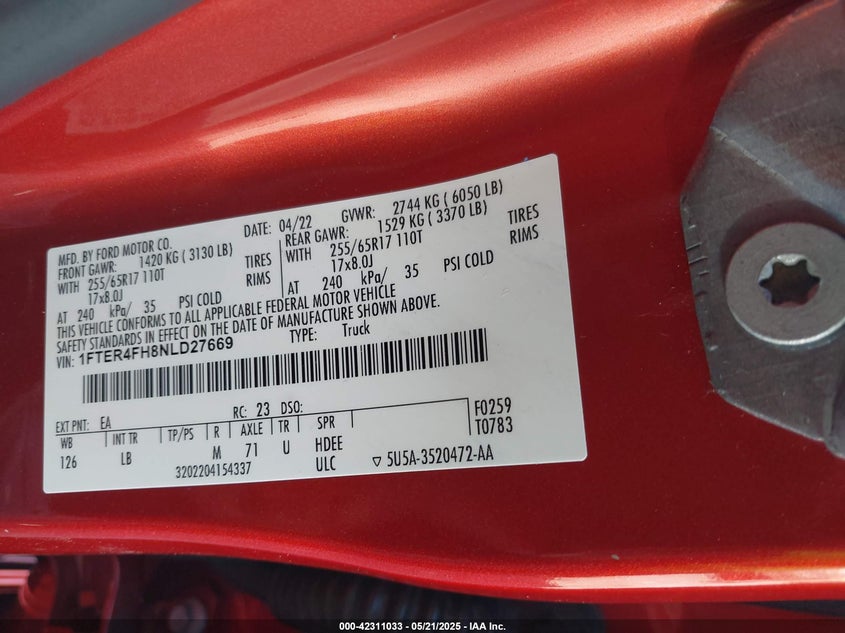 MFD. BY FORD MOTOR CO. DATE: 04/22 GVWR: 2744 KG ( 6050 LB)
FRONT GAWR: 1420 KG ( 3130 LB) REAR GAWR: 1529 KG ( 3370 LB)
WITH 255/65R17 110T TIRES WITH 255/65R17 110T TIRES
17x8.0J RIMS 17x8.0J RIMS
AT 240 kPa/ 35 PSI COLD AT 240 kPa/ 35 PSI COLD
THIS VEHICLE CONFORMS TO ALL APPLICABLE FEDERAL MOTOR VEHICLE
SAFETY STANDARDS IN EFFECT ON THE DATE OF MANUFACTURE SHOWN ABOVE.
VIN: 1FTER4FH8NLD27669 TYPE: Truck
EXT PNT: EA RC: 23 DSO: F0259
WB INT TR TP/PS R AXLE TR SPR T0783
126 LB M 71 U HDEE
3202204154337 ULC ▽ 5U5A-3520472-AA
000-42311033 / 05/21/2025 - IAA, Inc.